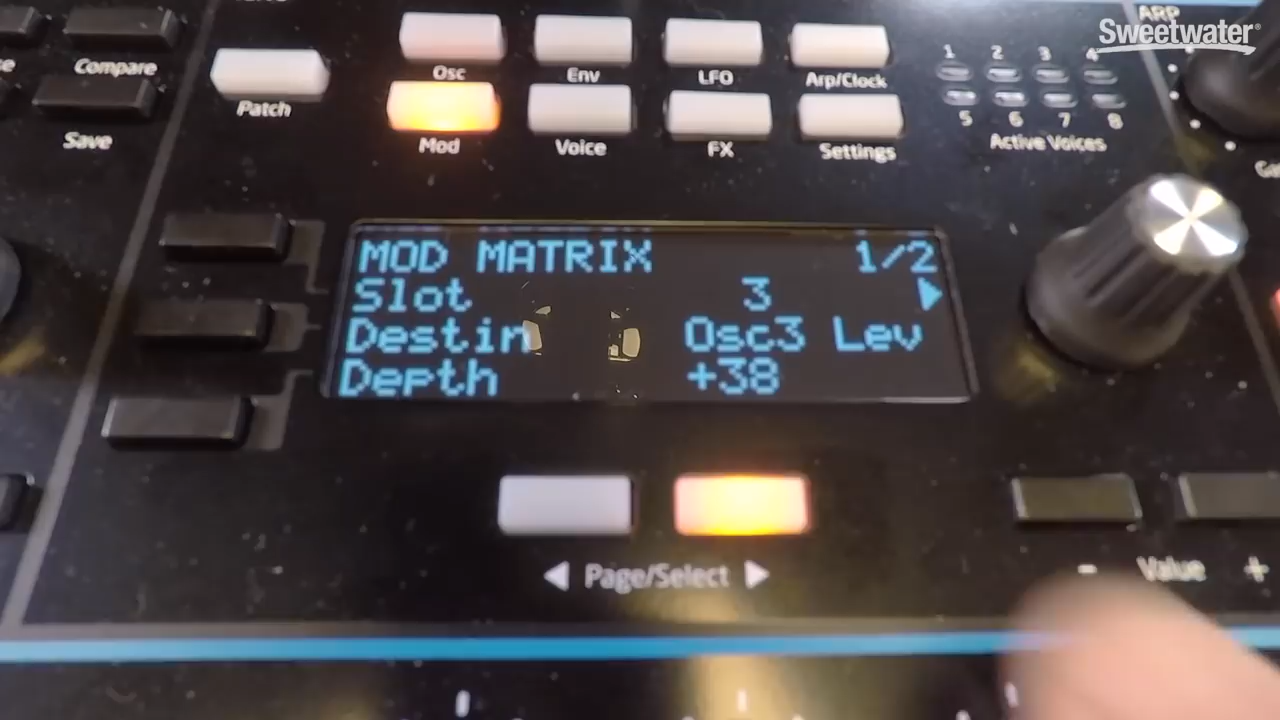 ARP
Sweetwater
Compare
Save
Patch
Osc
Env
LFO
Arp/Clock
Mod
Voice
FX
Settings
1 2 3 4
5 6 7 8
Active Voices
MOD MATRIX 1/2
Slot 3
Destin Osc3 Lev
Depth +38
Page/Select
- Value +